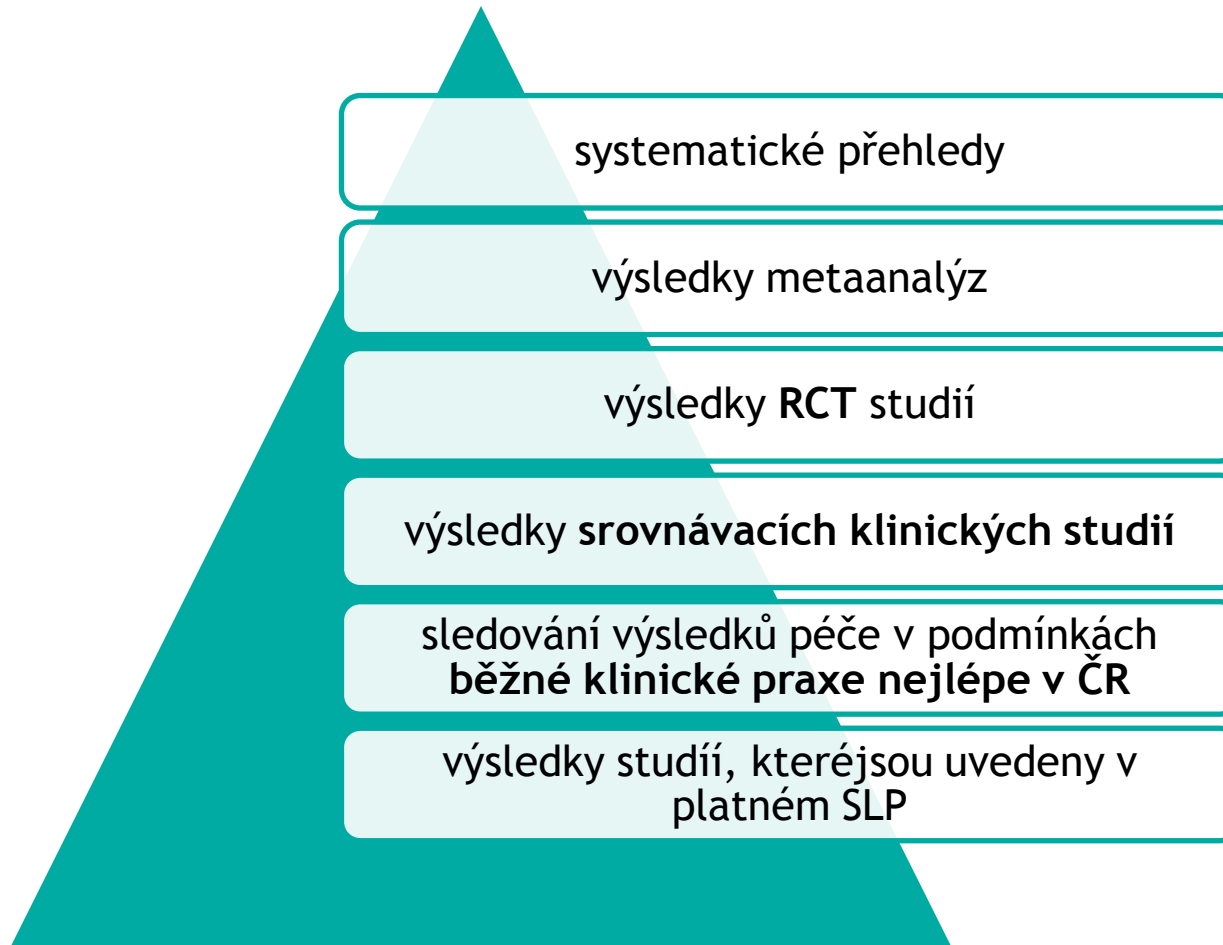 systematické přehledy
výsledky metaanalýz
výsledky RCT studií
výsledky srovnávacích klinických studií
sledování výsledků péče v podmínkách
běžné klinické praxe nejlépe v ČR
výsledky studíí, kteréjsou uvedeny v
platném SLP